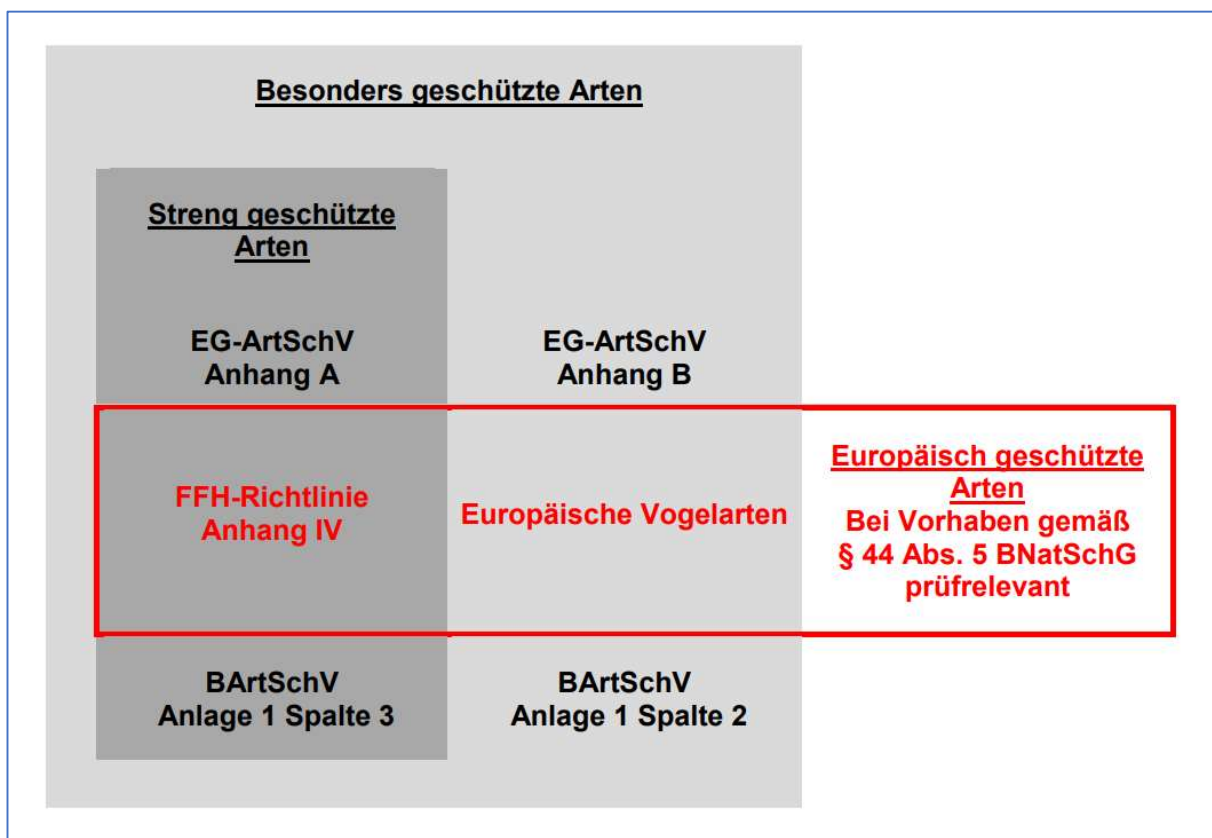 Besonders geschützte Arten
Streng geschützte
Arten
EG-ArtSchV
Anhang A
EG-ArtSchV
Anhang B
FFH-Richtlinie
Anhang IV
Europäische Vogelarten
Europäisch geschützte
Arten
Bei Vorhaben gemäß
§ 44 Abs. 5 BNatSchG
prüfrelevant
BArtSchV
Anlage 1 Spalte 3
BArtSchV
Anlage 1 Spalte 2